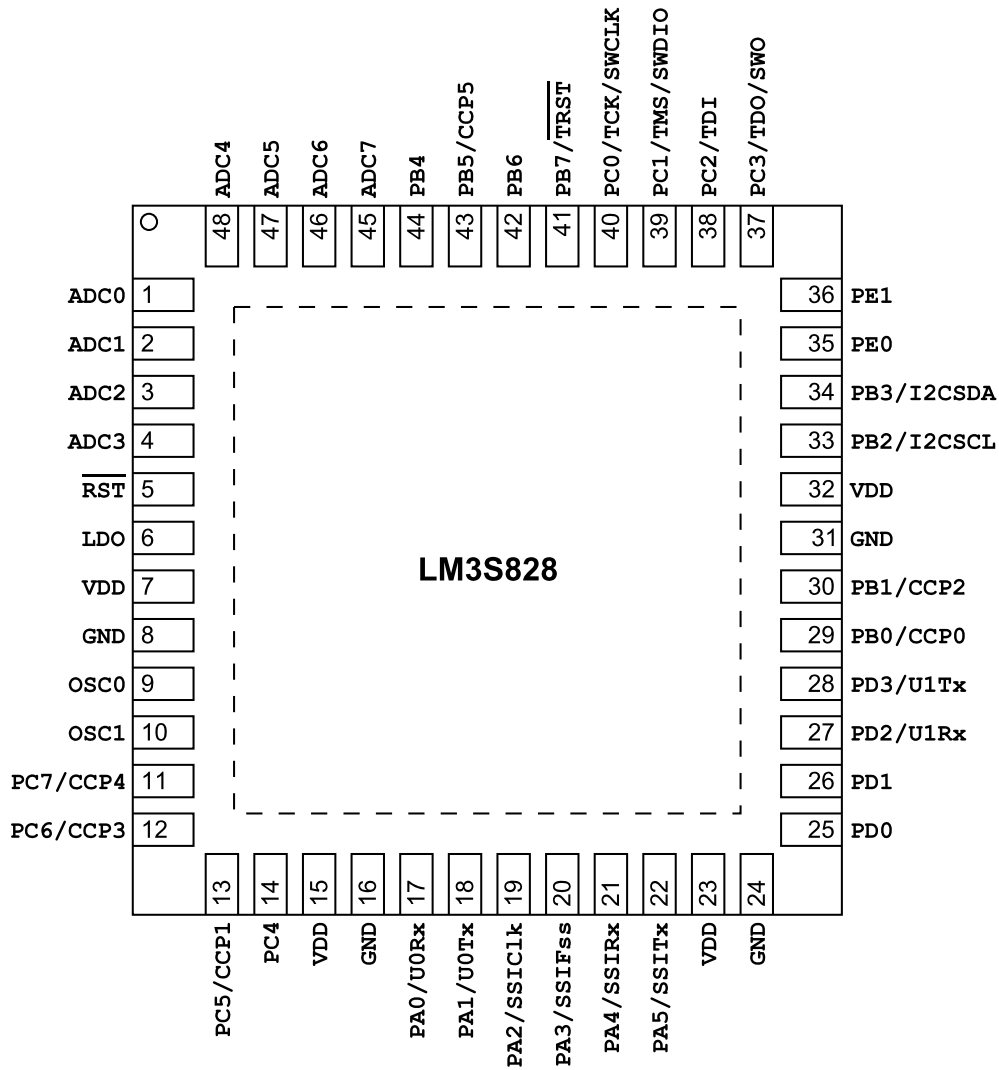 ADC4
ADC5
ADC6
ADC7
PB4
PB5/CCP5
PB6
PB7/TRST
PC0/TCK/SWCLK
PC1/TMS/SWDIO
PC2/TDI
PC3/TDO/SWO
48
47
46
45
44
43
42
41
40
39
38
37
ADC0 1
ADC1 2
ADC2 3
ADC3 4
RST 5
LDO 6
VDD 7
GND 8
OSC0 9
OSC1 10
PC7/CCP4 11
PC6/CCP3 12
LM3S828
36 PE1
35 PE0
34 PB3/I2CSDA
33 PB2/I2CSCL
32 VDD
31 GND
30 PB1/CCP2
29 PB0/CCP0
28 PD3/U1Tx
27 PD2/U1Rx
26 PD1
25 PD0
13
14
15
16
17
18
19
20
21
22
23
24
PC5/CCP1
PC4
VDD
GND
PA0/U0Rx
PA1/U0Tx
PA2/SSIClk
PA3/SSIFss
PA4/SSIRx
PA5/SSITx
VDD
GND